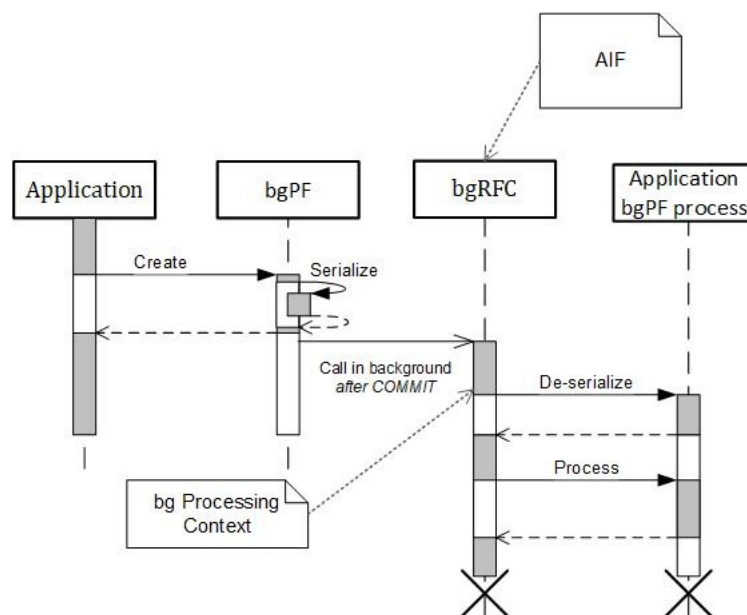 AIF
Application
bgPF
bgRFC
Application
bgPF process
Create
Serialize
Call in background
after COMMIT
De-serialize
Process
bg Processing
Context